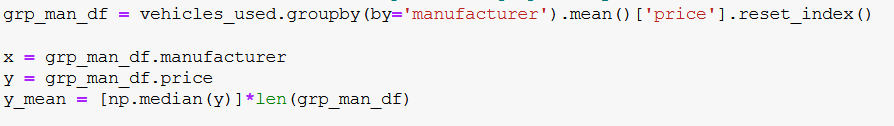 grp_man_df = vehicles_used.groupby(by='manufacturer').mean()['price'].reset_index()
x = grp_man_df.manufacturer
y = grp_man_df.price
y_mean = [np.median(y)]*len(grp_man_df)